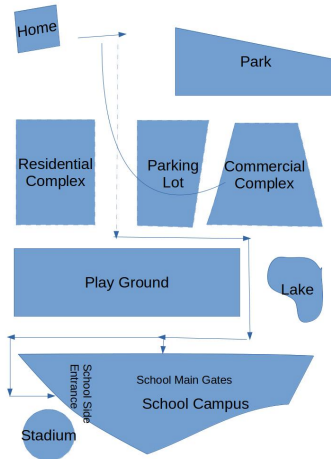 Home
Park
Residential
Complex
Parking
Lot
Commercial
Complex
Play Ground
Lake
School Side
Entrance
School Main Gates
School Campus
Stadium